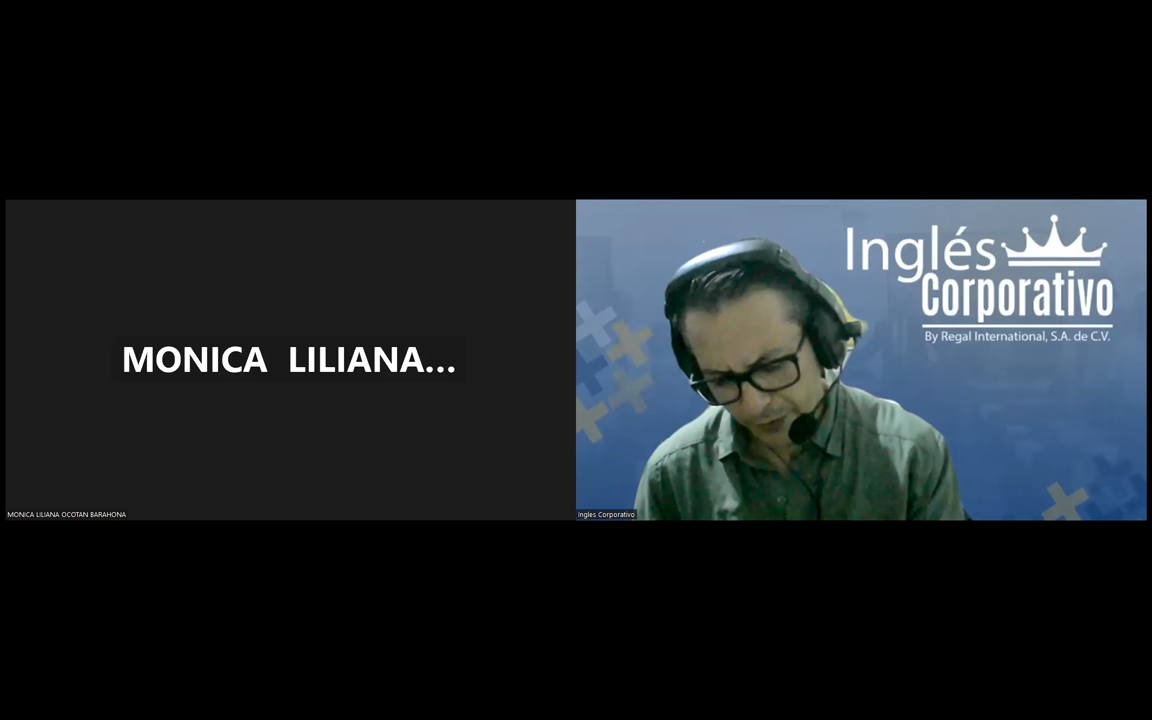 MONICA LILIANA...
MONICA LILIANA OCOTAN BARAHONA
Inglés
Corporativo
By Regal International, S.A. de C.V.
Ingles Corporativo